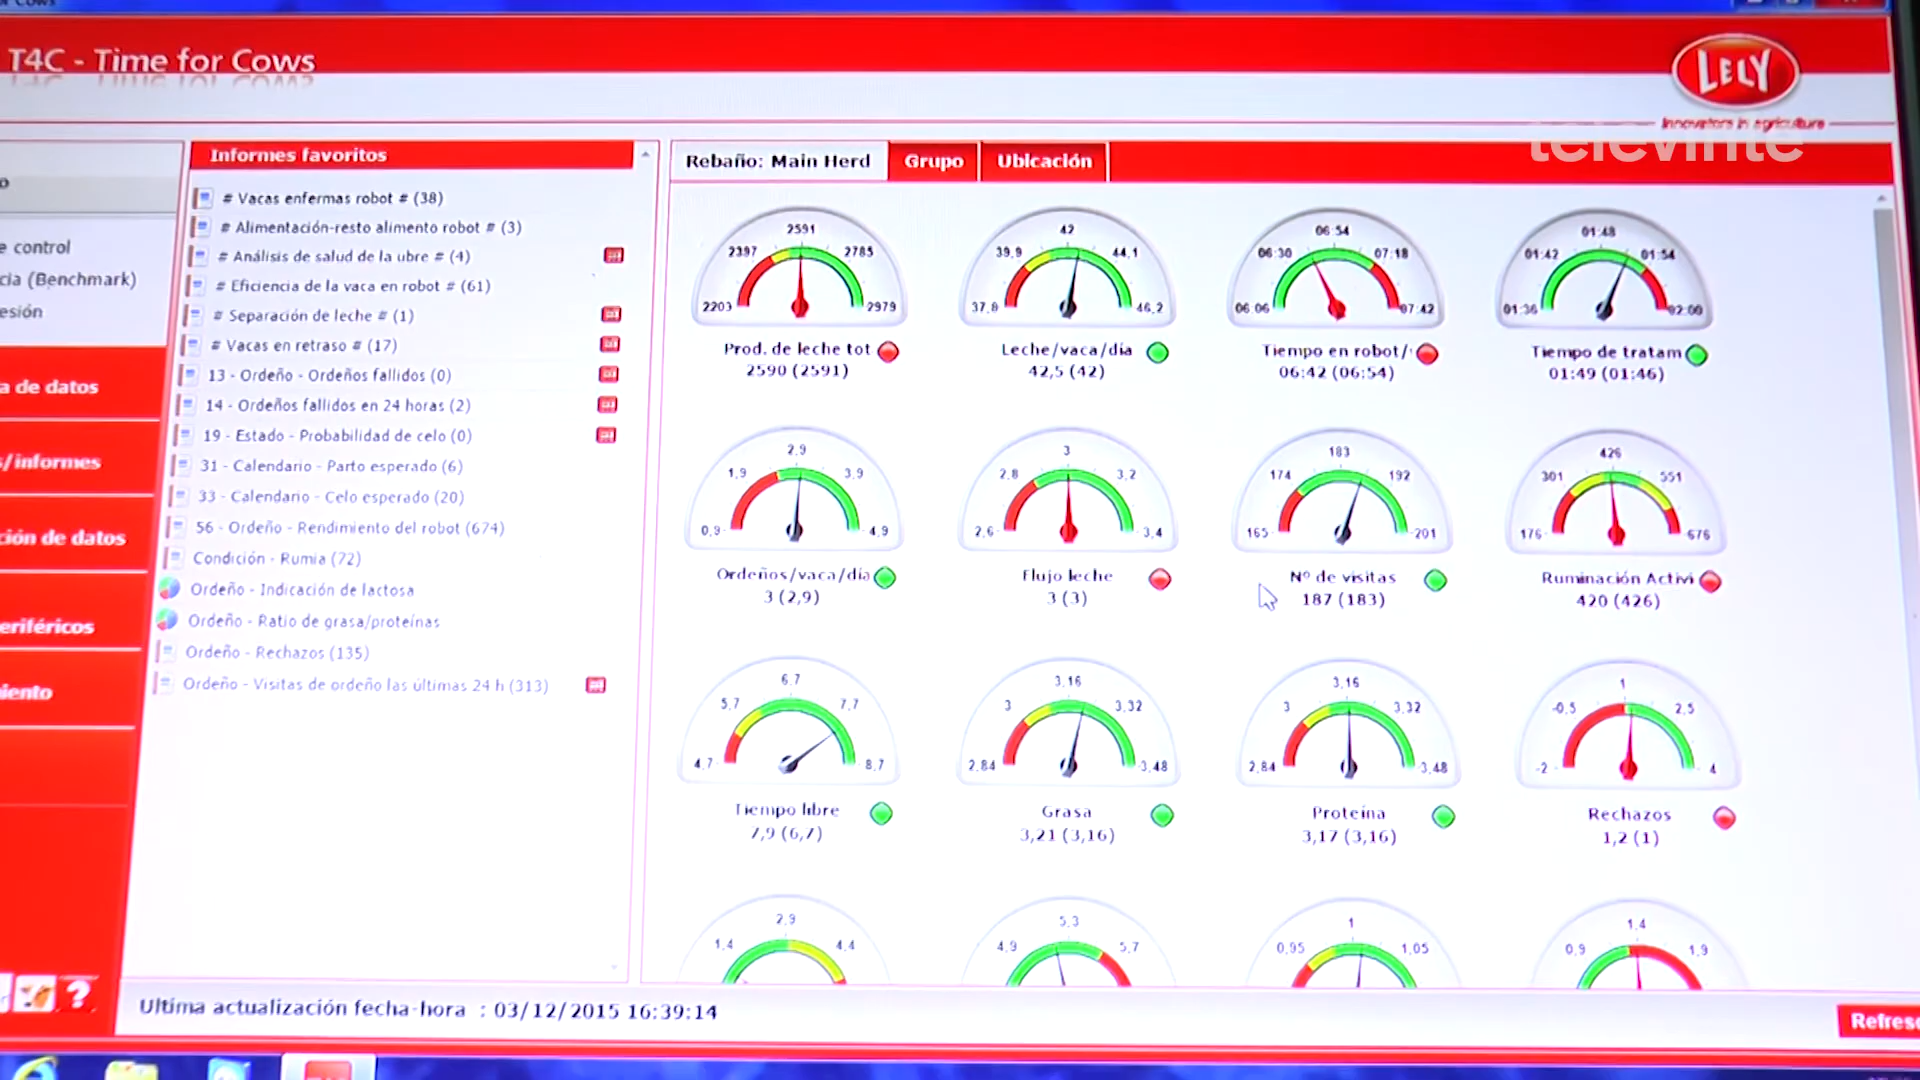 T4C - Time for Cows
LELY
Innovators in agriculture
televinte
Informes favoritos
# Vacas enfermas robot # (38)
# Alimentación-resto alimento robot # (3)
# Análisis de salud de la ubre # (4)
# Eficiencia de la vaca en robot # (61)
# Separación de leche # (1)
# Vacas en retraso # (17)
13 - Ordeño - Ordeños fallidos (0)
14 - Ordeños fallidos en 24 horas (2)
19 - Estado - Probabilidad de celo (0)
31 - Calendario - Parto esperado (6)
33 - Calendario - Celo esperado (20)
56 - Ordeño - Rendimiento del robot (674)
Condición - Rumia (72)
Ordeño - Indicación de lactosa
Ordeño - Ratio de grasa/proteínas
Ordeño - Rechazos (135)
Ordeño - Visitas de ordeño las últimas 24 h (313)
e control
cia (Benchmark)
esión
a de datos
s/informes
ción de datos
eriféricos
iento
Rebaño: Main Herd Grupo Ubicación
2591
2397 2785
2203 2979
Prod. de leche tot
2590 (2591)
42
39,9 44,1
37,8 46,2
Leche/vaca/día
42,5 (42)
06:54
06:30 07:18
06:06 07:42
Tiempo en robot/
06:42 (06:54)
01:48
01:42 01:54
01:36 02:00
Tiempo de tratam
01:49 (01:46)
2,9
1,9 3,9
0,9 4,9
Ordeños/vaca/día
3 (2,9)
3
2,8 3,2
2,6 3,4
Flujo leche
3 (3)
183
174 192
165 201
Nº de visitas
187 (183)
426
301 551
176 676
Ruminación Activi
420 (426)
6,7
5,7 7,7
4,7 8,7
Tiempo libre
7,9 (6,7)
3,16
3 3,32
2,84 3,48
Grasa
3,21 (3,16)
3,16
3 3,32
2,84 3,48
Proteína
3,17 (3,16)
1
-0,5 2,5
-2 4
Rechazos
1,2 (1)
2,9
1,4 4,4
5,3
4,9 5,7
1
0,95 1,05
1,4
0,9 1,9
Ultima actualización fecha-hora : 03/12/2015 16:39:14
Refresc